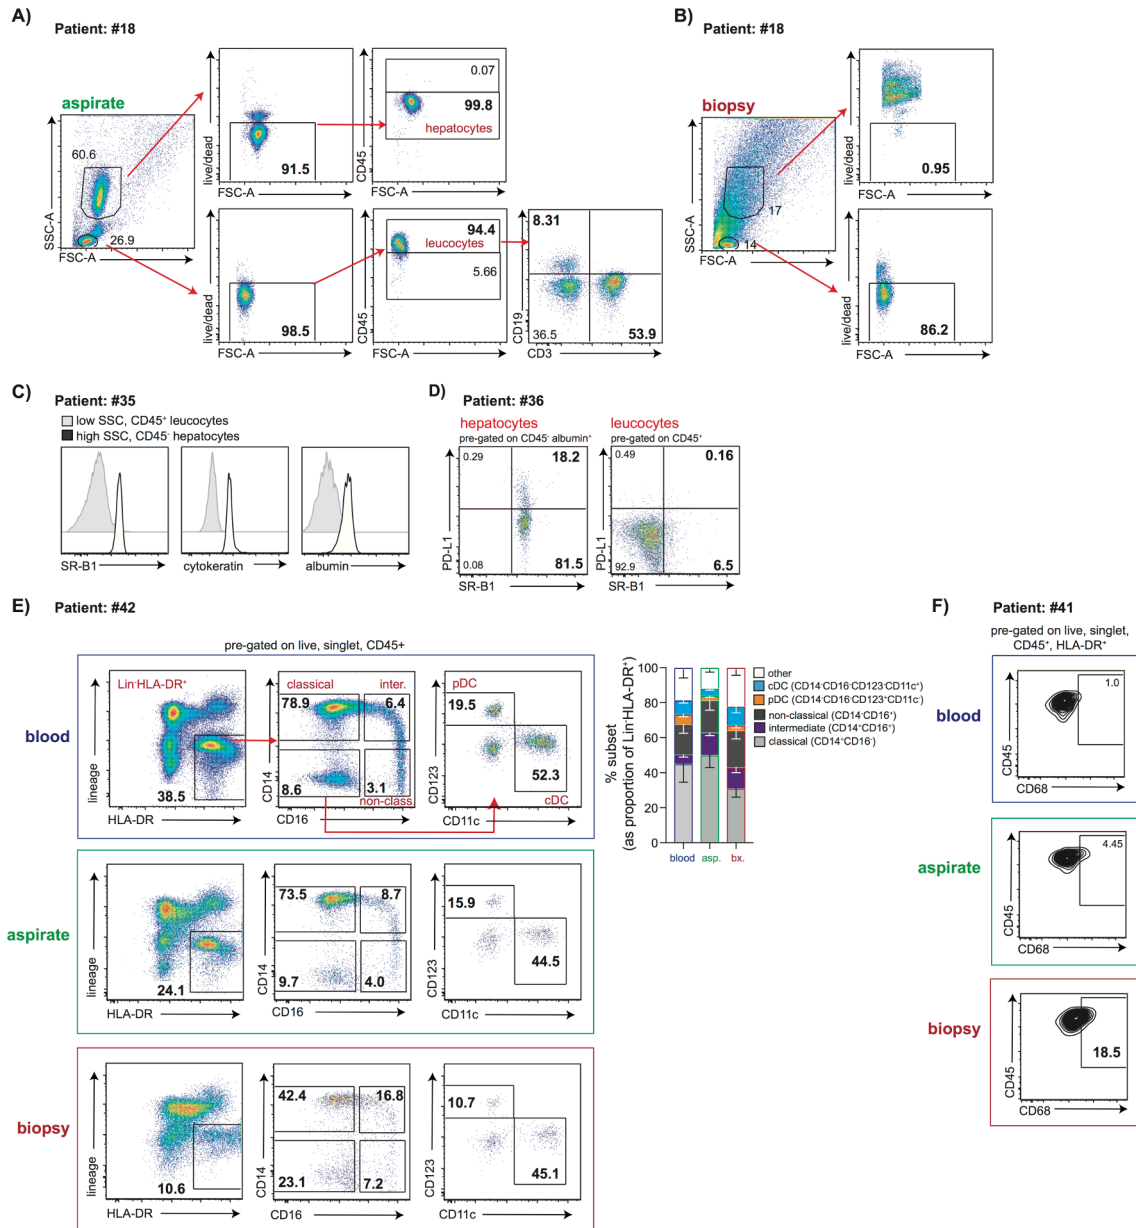 A)
Patient: #18
aspirate
60.6
26.9
SSC-A
FSC-A
live/dead
91.5
FSC-A
CD45
0.07
99.8
hepatocytes
FSC-A
live/dead
98.5
FSC-A
CD45
94.4
leucocytes
5.66
FSC-A
8.31
CD19
36.5
53.9
CD3
B)
Patient: #18
biopsy
17
14
SSC-A
FSC-A
live/dead
0.95
FSC-A
live/dead
86.2
FSC-A
C)
Patient: #35
low SSC, CD45⁺ leucocytes
high SSC, CD45⁻ hepatocytes
SR-B1
cytokeratin
albumin
D)
Patient: #36
hepatocytes
pre-gated on CD45⁻ albumin⁺
0.29
18.2
PD-L1
0.08
81.5
SR-B1
leucocytes
pre-gated on CD45⁺
0.49
0.16
PD-L1
92.9
6.5
SR-B1
E)
Patient: #42
pre-gated on live, singlet, CD45+
blood
Lin⁻HLA-DR⁺
lineage
38.5
HLA-DR
classical
inter.
78.9
6.4
CD14
8.6
3.1
non-class.
CD16
pDC
19.5
CD123
52.3
cDC
CD11c
aspirate
lineage
24.1
HLA-DR
73.5
8.7
CD14
9.7
4.0
CD16
15.9
CD123
44.5
CD11c
biopsy
lineage
10.6
HLA-DR
42.4
16.8
CD14
23.1
7.2
CD16
10.7
CD123
45.1
CD11c
% subset
(as proportion of Lin⁻HLA-DR⁺)
100
80
60
40
20
0
blood
asp.
bx.
other
cDC (CD14⁻CD16⁻CD123⁻CD11c⁺)
pDC (CD14⁻CD16⁻CD123⁺CD11c⁻)
non-classical (CD14⁻CD16⁺)
intermediate (CD14⁺CD16⁺)
classical (CD14⁺CD16⁻)
F)
Patient: #41
pre-gated on live, singlet,
CD45⁺, HLA-DR⁺
blood
1.0
CD45
CD68
aspirate
4.45
CD45
CD68
biopsy
18.5
CD45
CD68